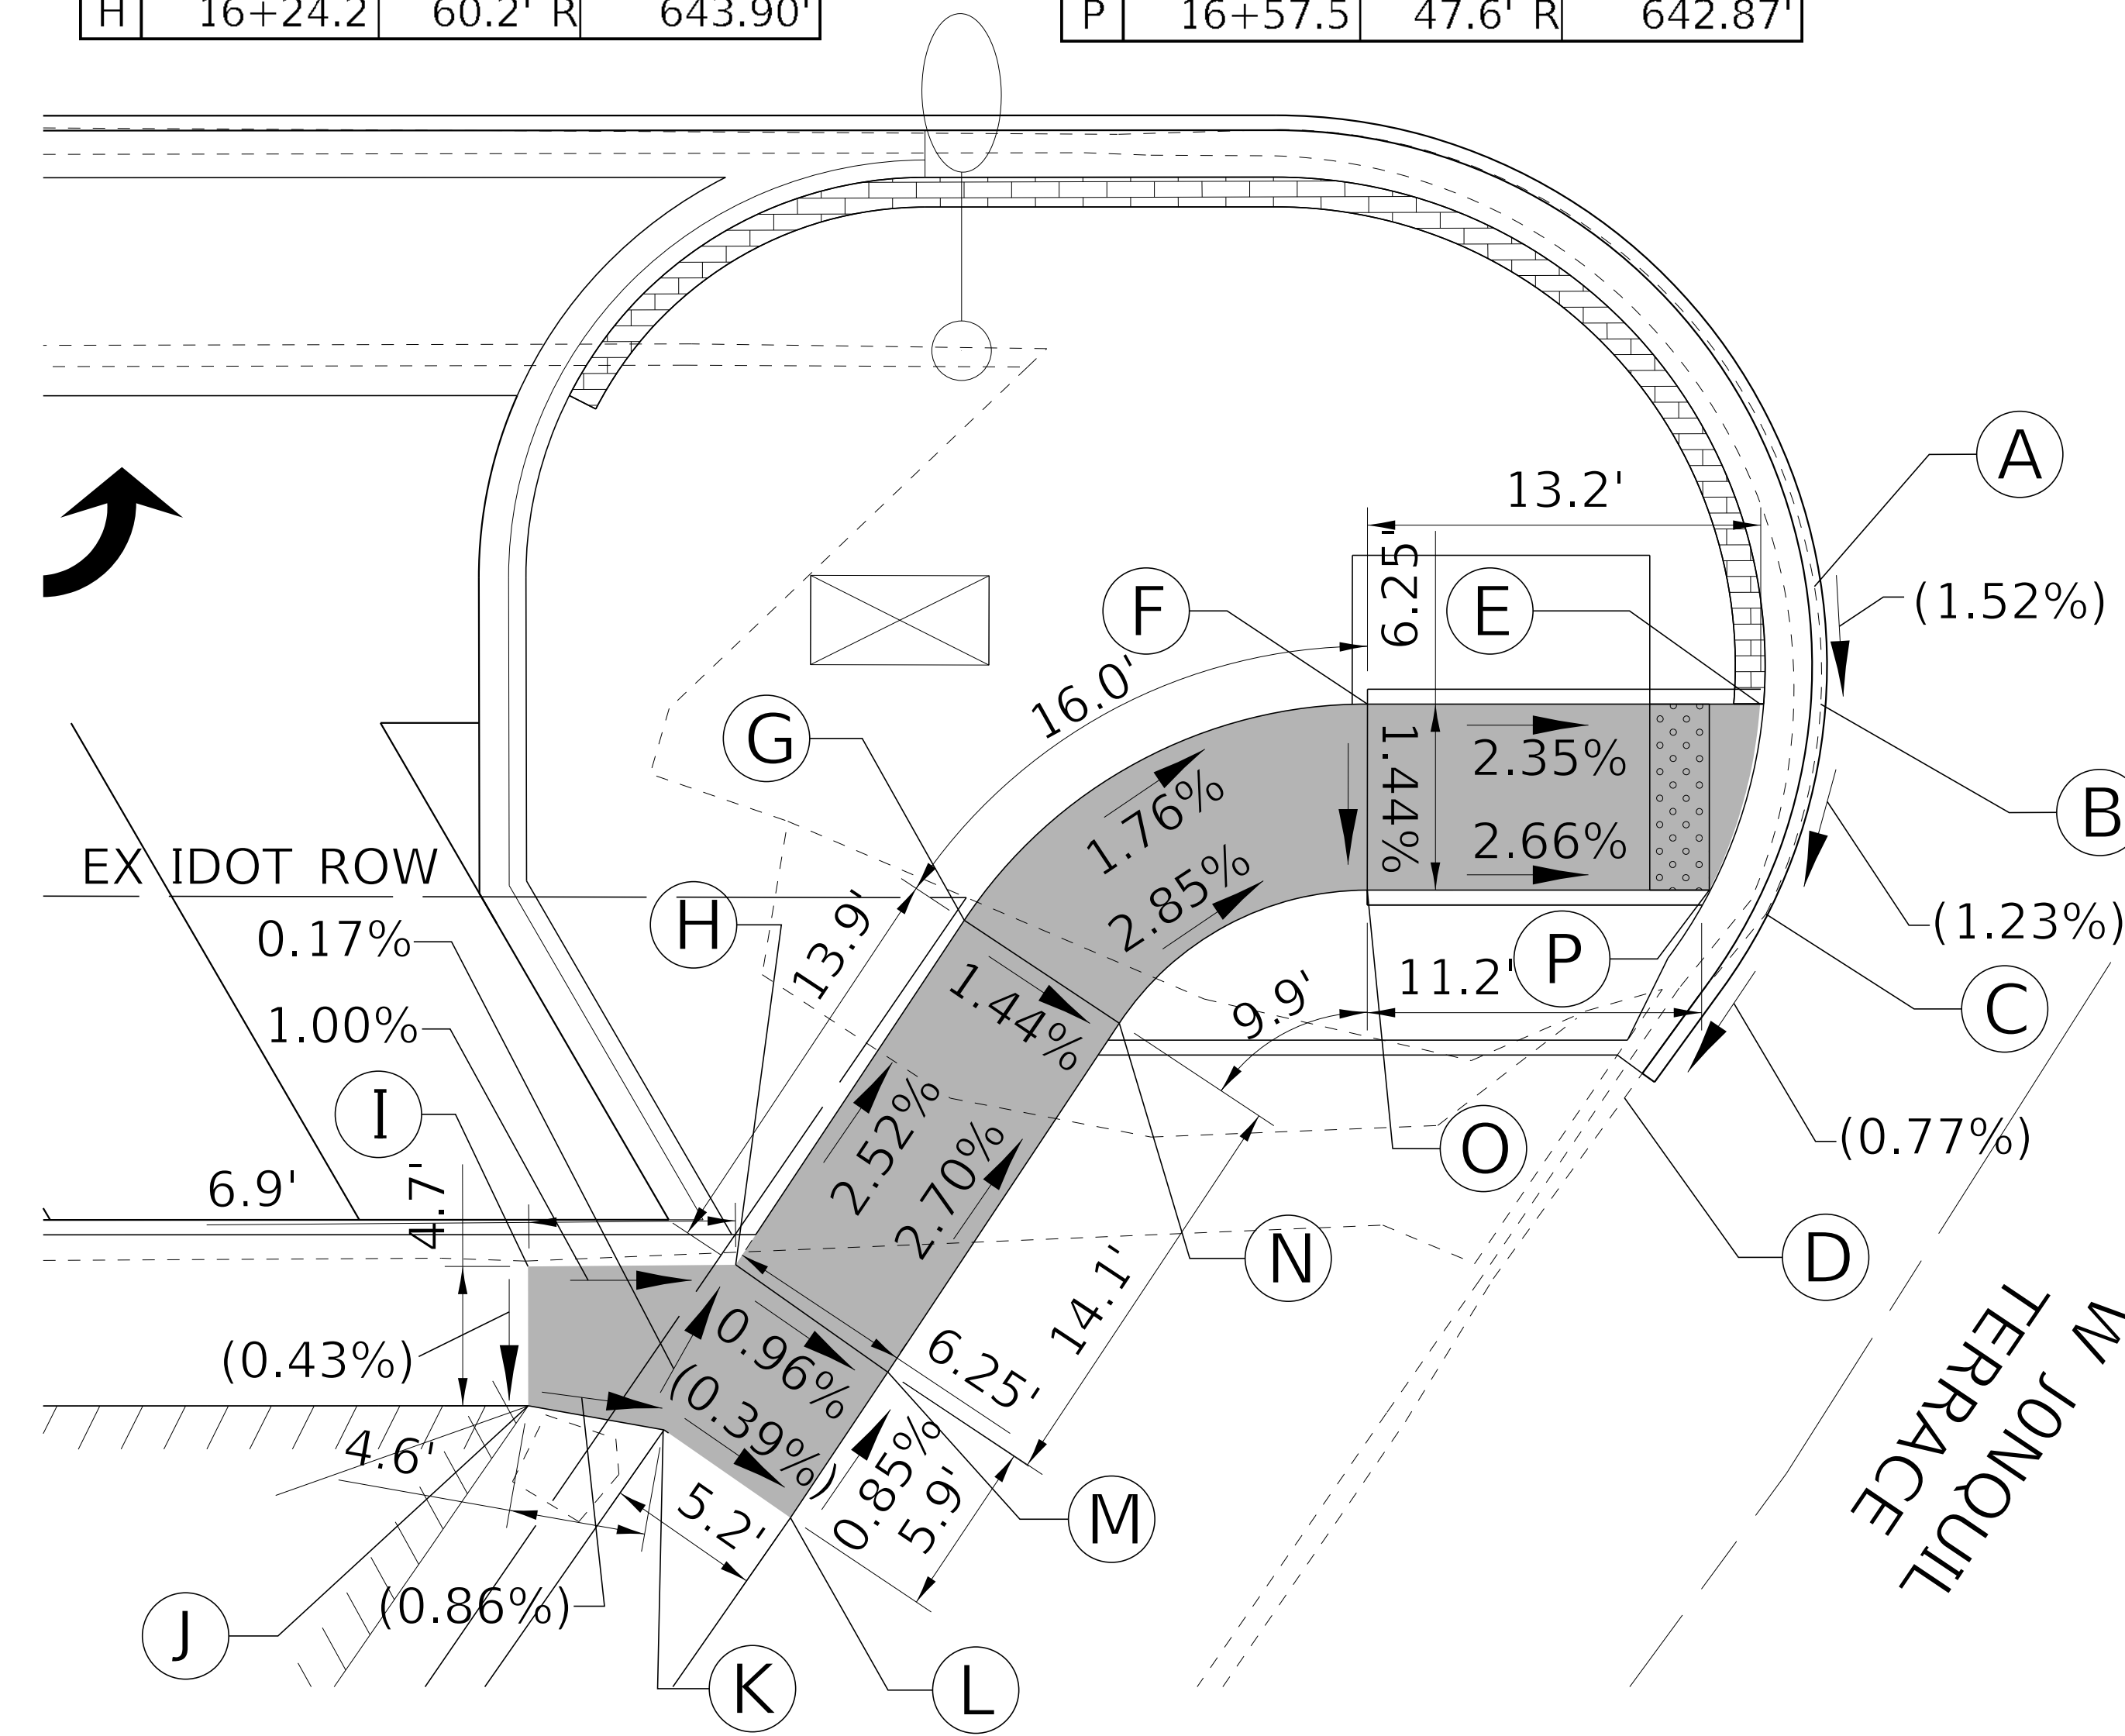 H 16+24.2 60.2' R 643.90'
P 16+57.5 47.6' R 642.87'
A
13.2'
6.25'
(1.52%)
F
E
16.0'
G
1.44%
2.35%
1.76%
B
2.66%
EX IDOT ROW
2.85%
H
0.17%
13.9'
(1.23%)
P
1.44%
11.2'
9.9'
C
1.00%
I
2.52%
O
(0.77%)
2.70%
6.9'
4.7'
N
D
14.1'
0.96%
(0.43%)
6.25'
(0.39%)
W JONQUIL
TERRACE
4.6'
0.85%
5.9'
5.2'
M
(0.86%)
J
K
L